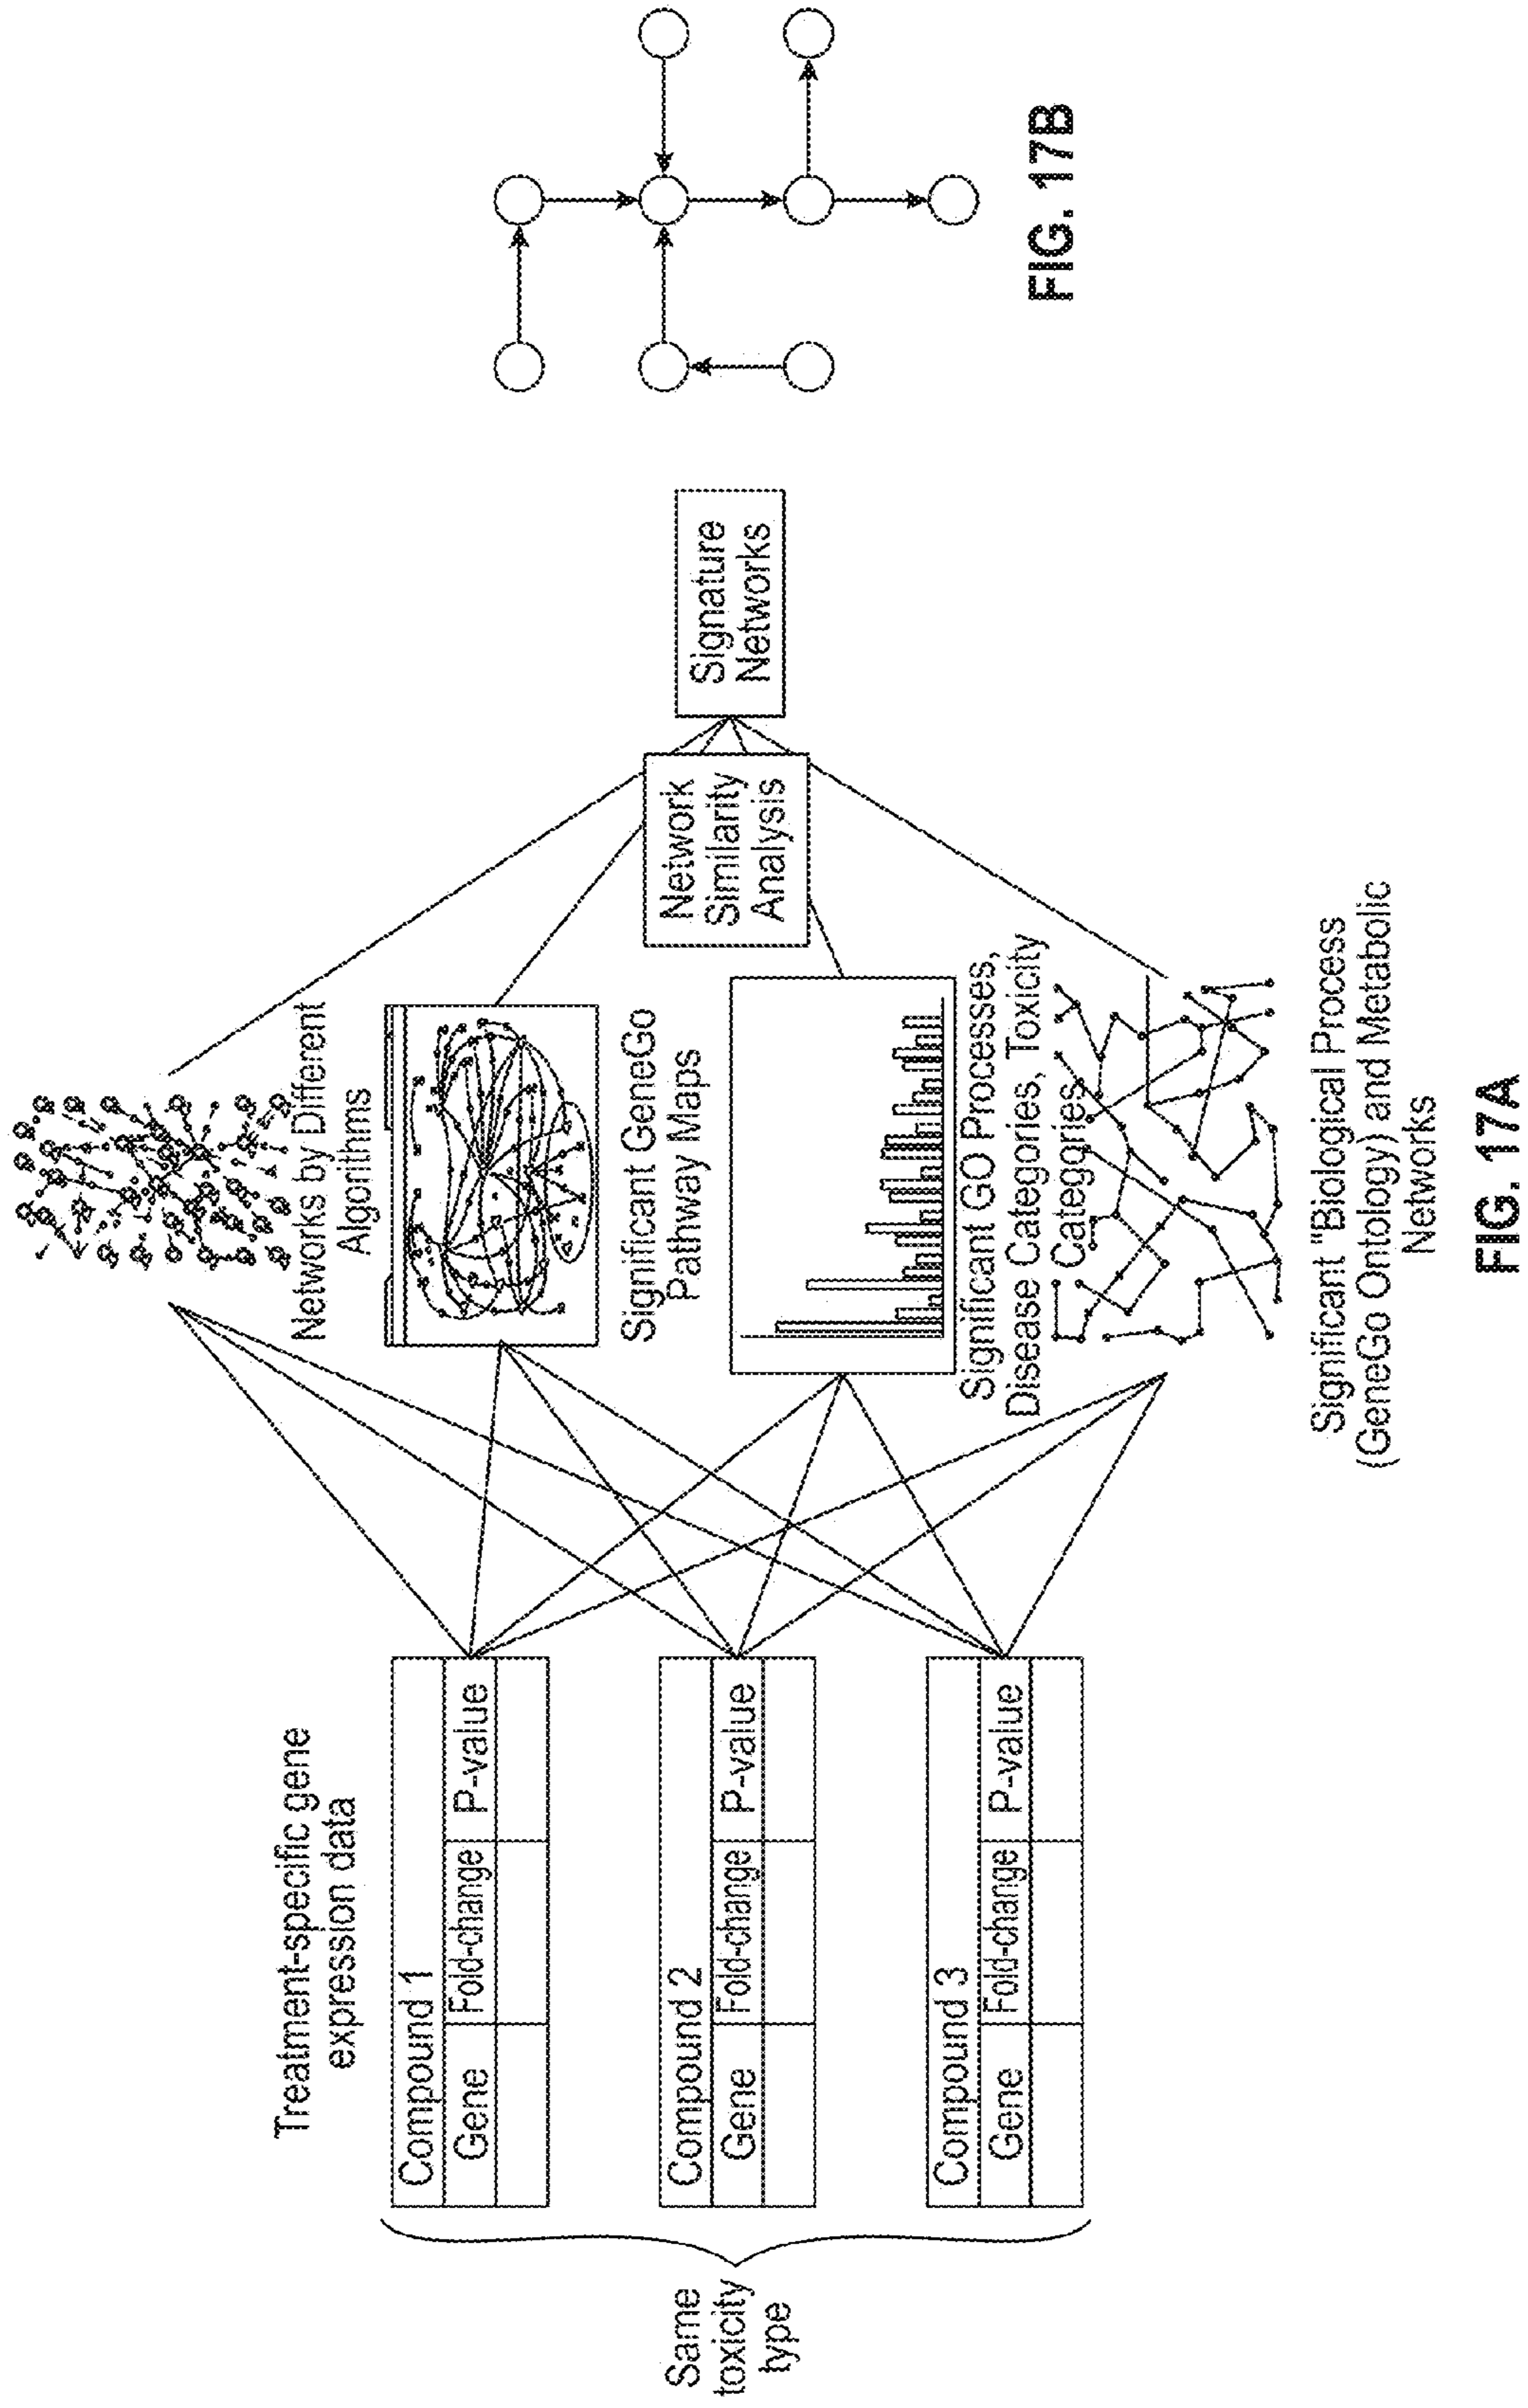 Treatment-specific gene
expression data
Same
toxicity
type
Compound 1
Gene
Fold-change
P-value
Compound 2
Gene
Fold-change
P-value
Compound 3
Gene
Fold-change
P-value
Networks by Different
Algorithms
Significant GeneGo
Pathway Maps
Significant GO Processes,
Disease Categories, Toxicity
Categories
Significant "Biological Process
(GeneGo Ontology) and Metabolic
Networks
Network
Similarity
Analysis
Signature
Networks
FIG. 17A
FIG. 17B